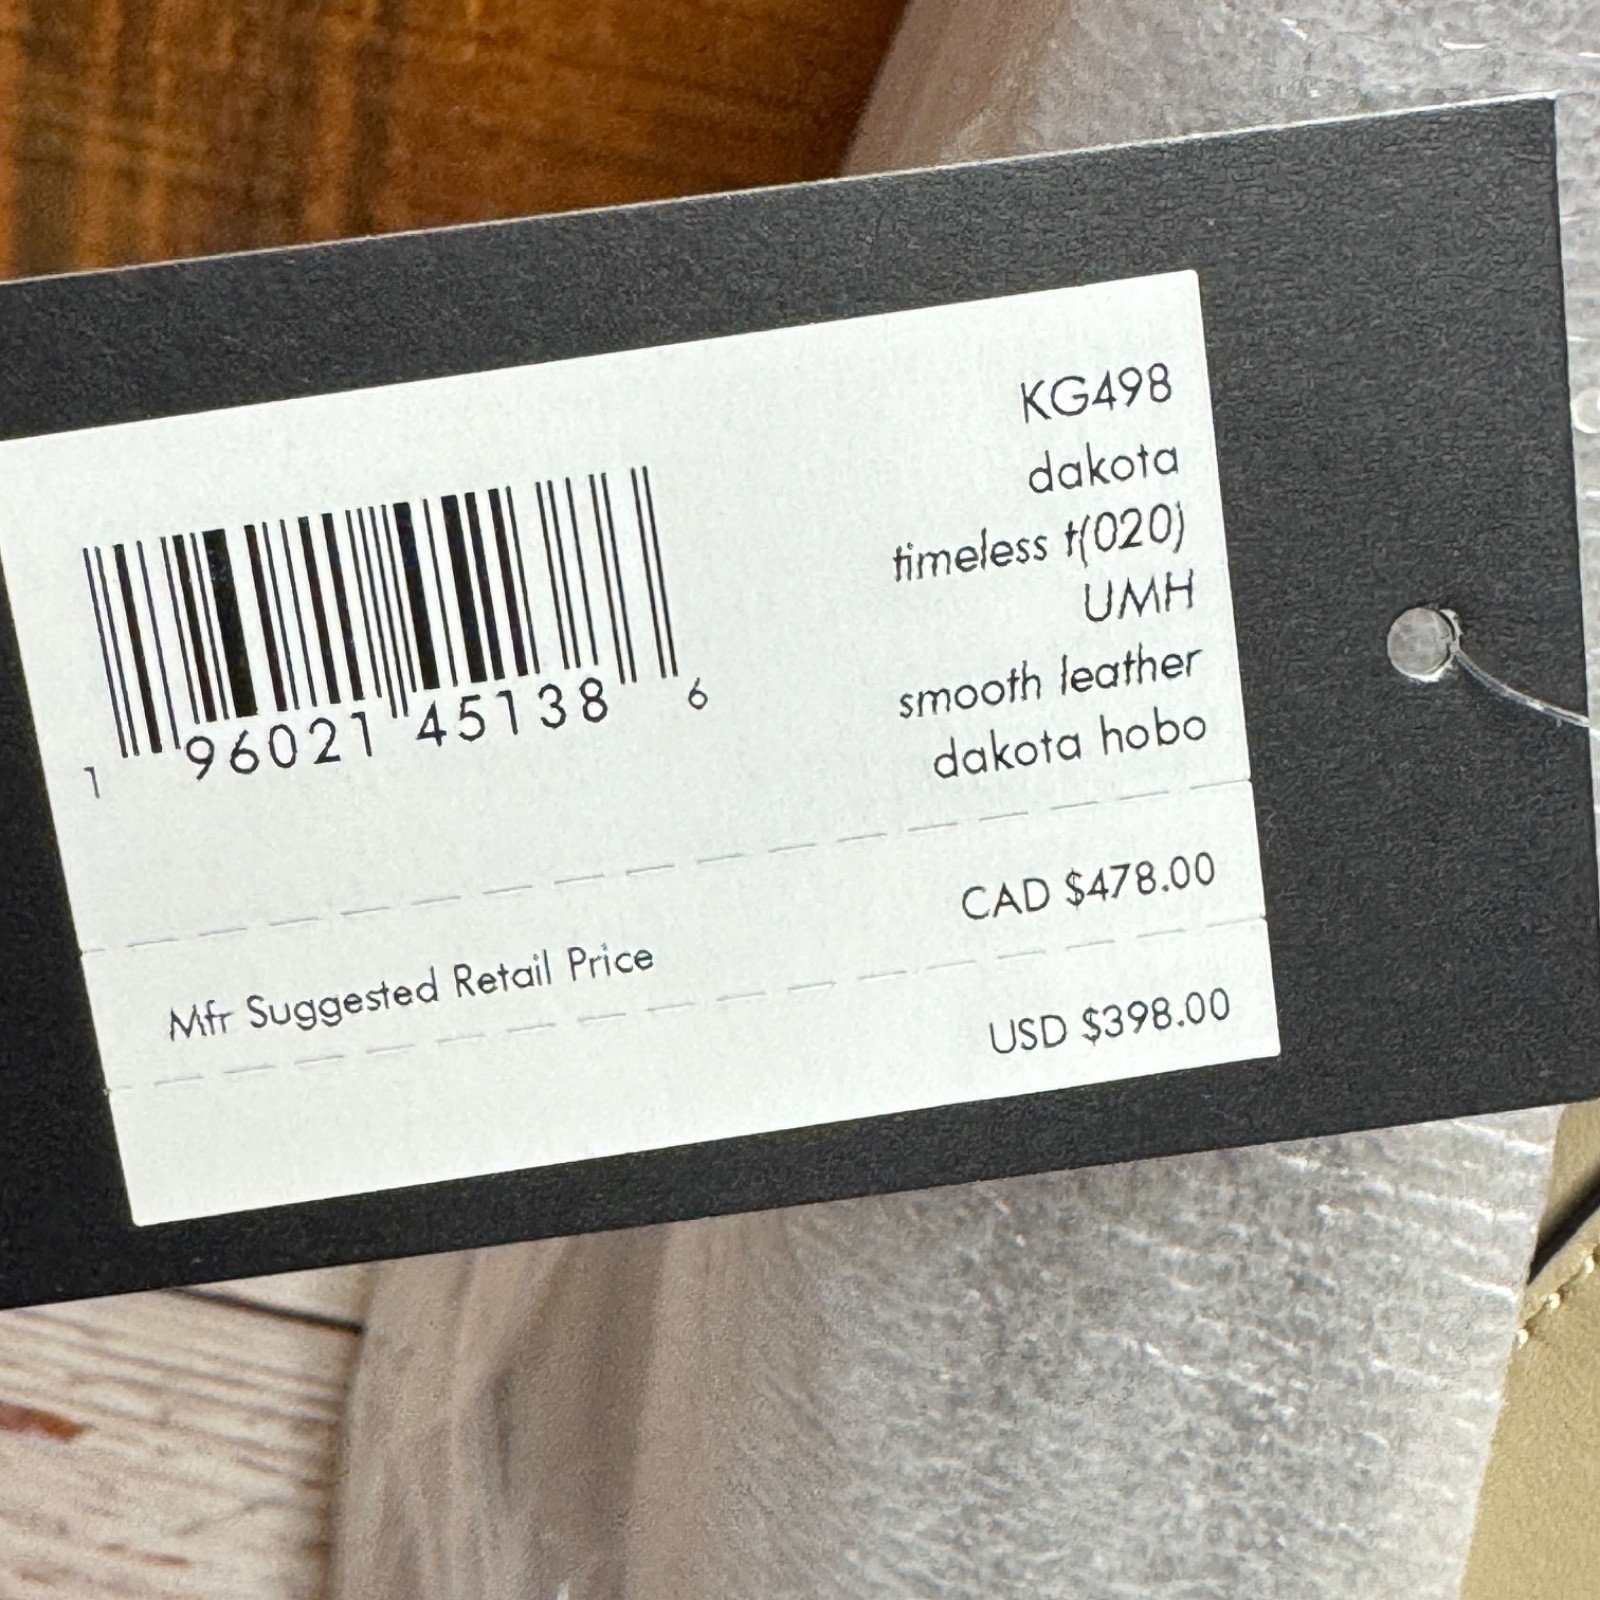 KG498
dakota
timeless t(020)
UMH
smooth leather
dakota hobo
1 96021 45138 6
CAD $478.00
Mfr Suggested Retail Price
USD $398.00